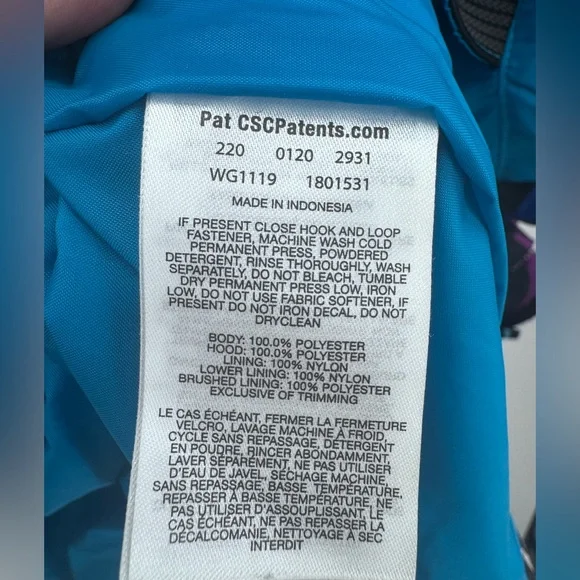 Pat CSCPatents.com
220 0120 2931
WG1119 1801531
MADE IN INDONESIA
IF PRESENT CLOSE HOOK AND LOOP
FASTENER, MACHINE WASH COLD
PERMANENT PRESS, POWDERED
DETERGENT, RINSE THOROUGHLY, WASH
SEPARATELY, DO NOT BLEACH, TUMBLE
DRY PERMANENT PRESS LOW, IRON
LOW, DO NOT USE FABRIC SOFTENER, IF
PRESENT DO NOT IRON DECAL, DO NOT
DRYCLEAN
BODY: 100.0% POLYESTER
HOOD: 100.0% POLYESTER
LINING: 100% NYLON
LOWER LINING: 100% NYLON
BRUSHED LINING: 100% POLYESTER
EXCLUSIVE OF TRIMMING
LE CAS ÉCHÉANT, FERMER LA FERMETURE
VELCRO, LAVAGE MACHINE À FROID,
CYCLE SANS REPASSAGE, DÉTERGENT
EN POUDRE, RINCER ABONDAMMENT,
LAVER SÉPARÉMENT, NE PAS UTILISER
D'EAU DE JAVEL, SÉCHAGE MACHINE,
SANS REPASSAGE, BASSE TEMPÉRATURE,
REPASSER À BASSE TEMPÉRATURE, NE
PAS UTILISER D'ASSOUPLISSANT, LE
CAS ÉCHÉANT, NE PAS REPASSER LA
DÉCALCOMANIE, NETTOYAGE À SEC
INTERDIT